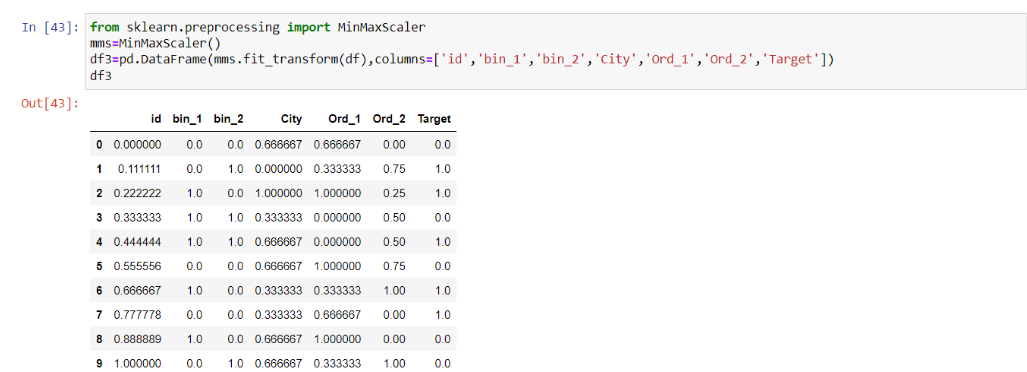 In [43]: from sklearn.preprocessing import MinMaxScaler
mms=MinMaxScaler()
df3=pd.DataFrame(mms.fit_transform(df),columns=['id','bin_1','bin_2','City','Ord_1','Ord_2','Target'])
df3
Out[43]:
id bin_1 bin_2 City Ord_1 Ord_2 Target
0 0.000000 0.0 0.0 0.666667 0.666667 0.00 0.0
1 0.111111 0.0 1.0 0.000000 0.333333 0.75 1.0
2 0.222222 1.0 0.0 1.000000 1.000000 0.25 1.0
3 0.333333 1.0 1.0 0.333333 0.000000 0.50 0.0
4 0.444444 1.0 1.0 0.666667 0.000000 0.50 1.0
5 0.555556 0.0 0.0 0.666667 1.000000 0.75 0.0
6 0.666667 1.0 0.0 0.333333 0.333333 1.00 1.0
7 0.777778 0.0 0.0 0.333333 0.666667 0.00 1.0
8 0.888889 1.0 0.0 0.666667 1.000000 0.00 0.0
9 1.000000 0.0 1.0 0.666667 0.333333 1.00 0.0